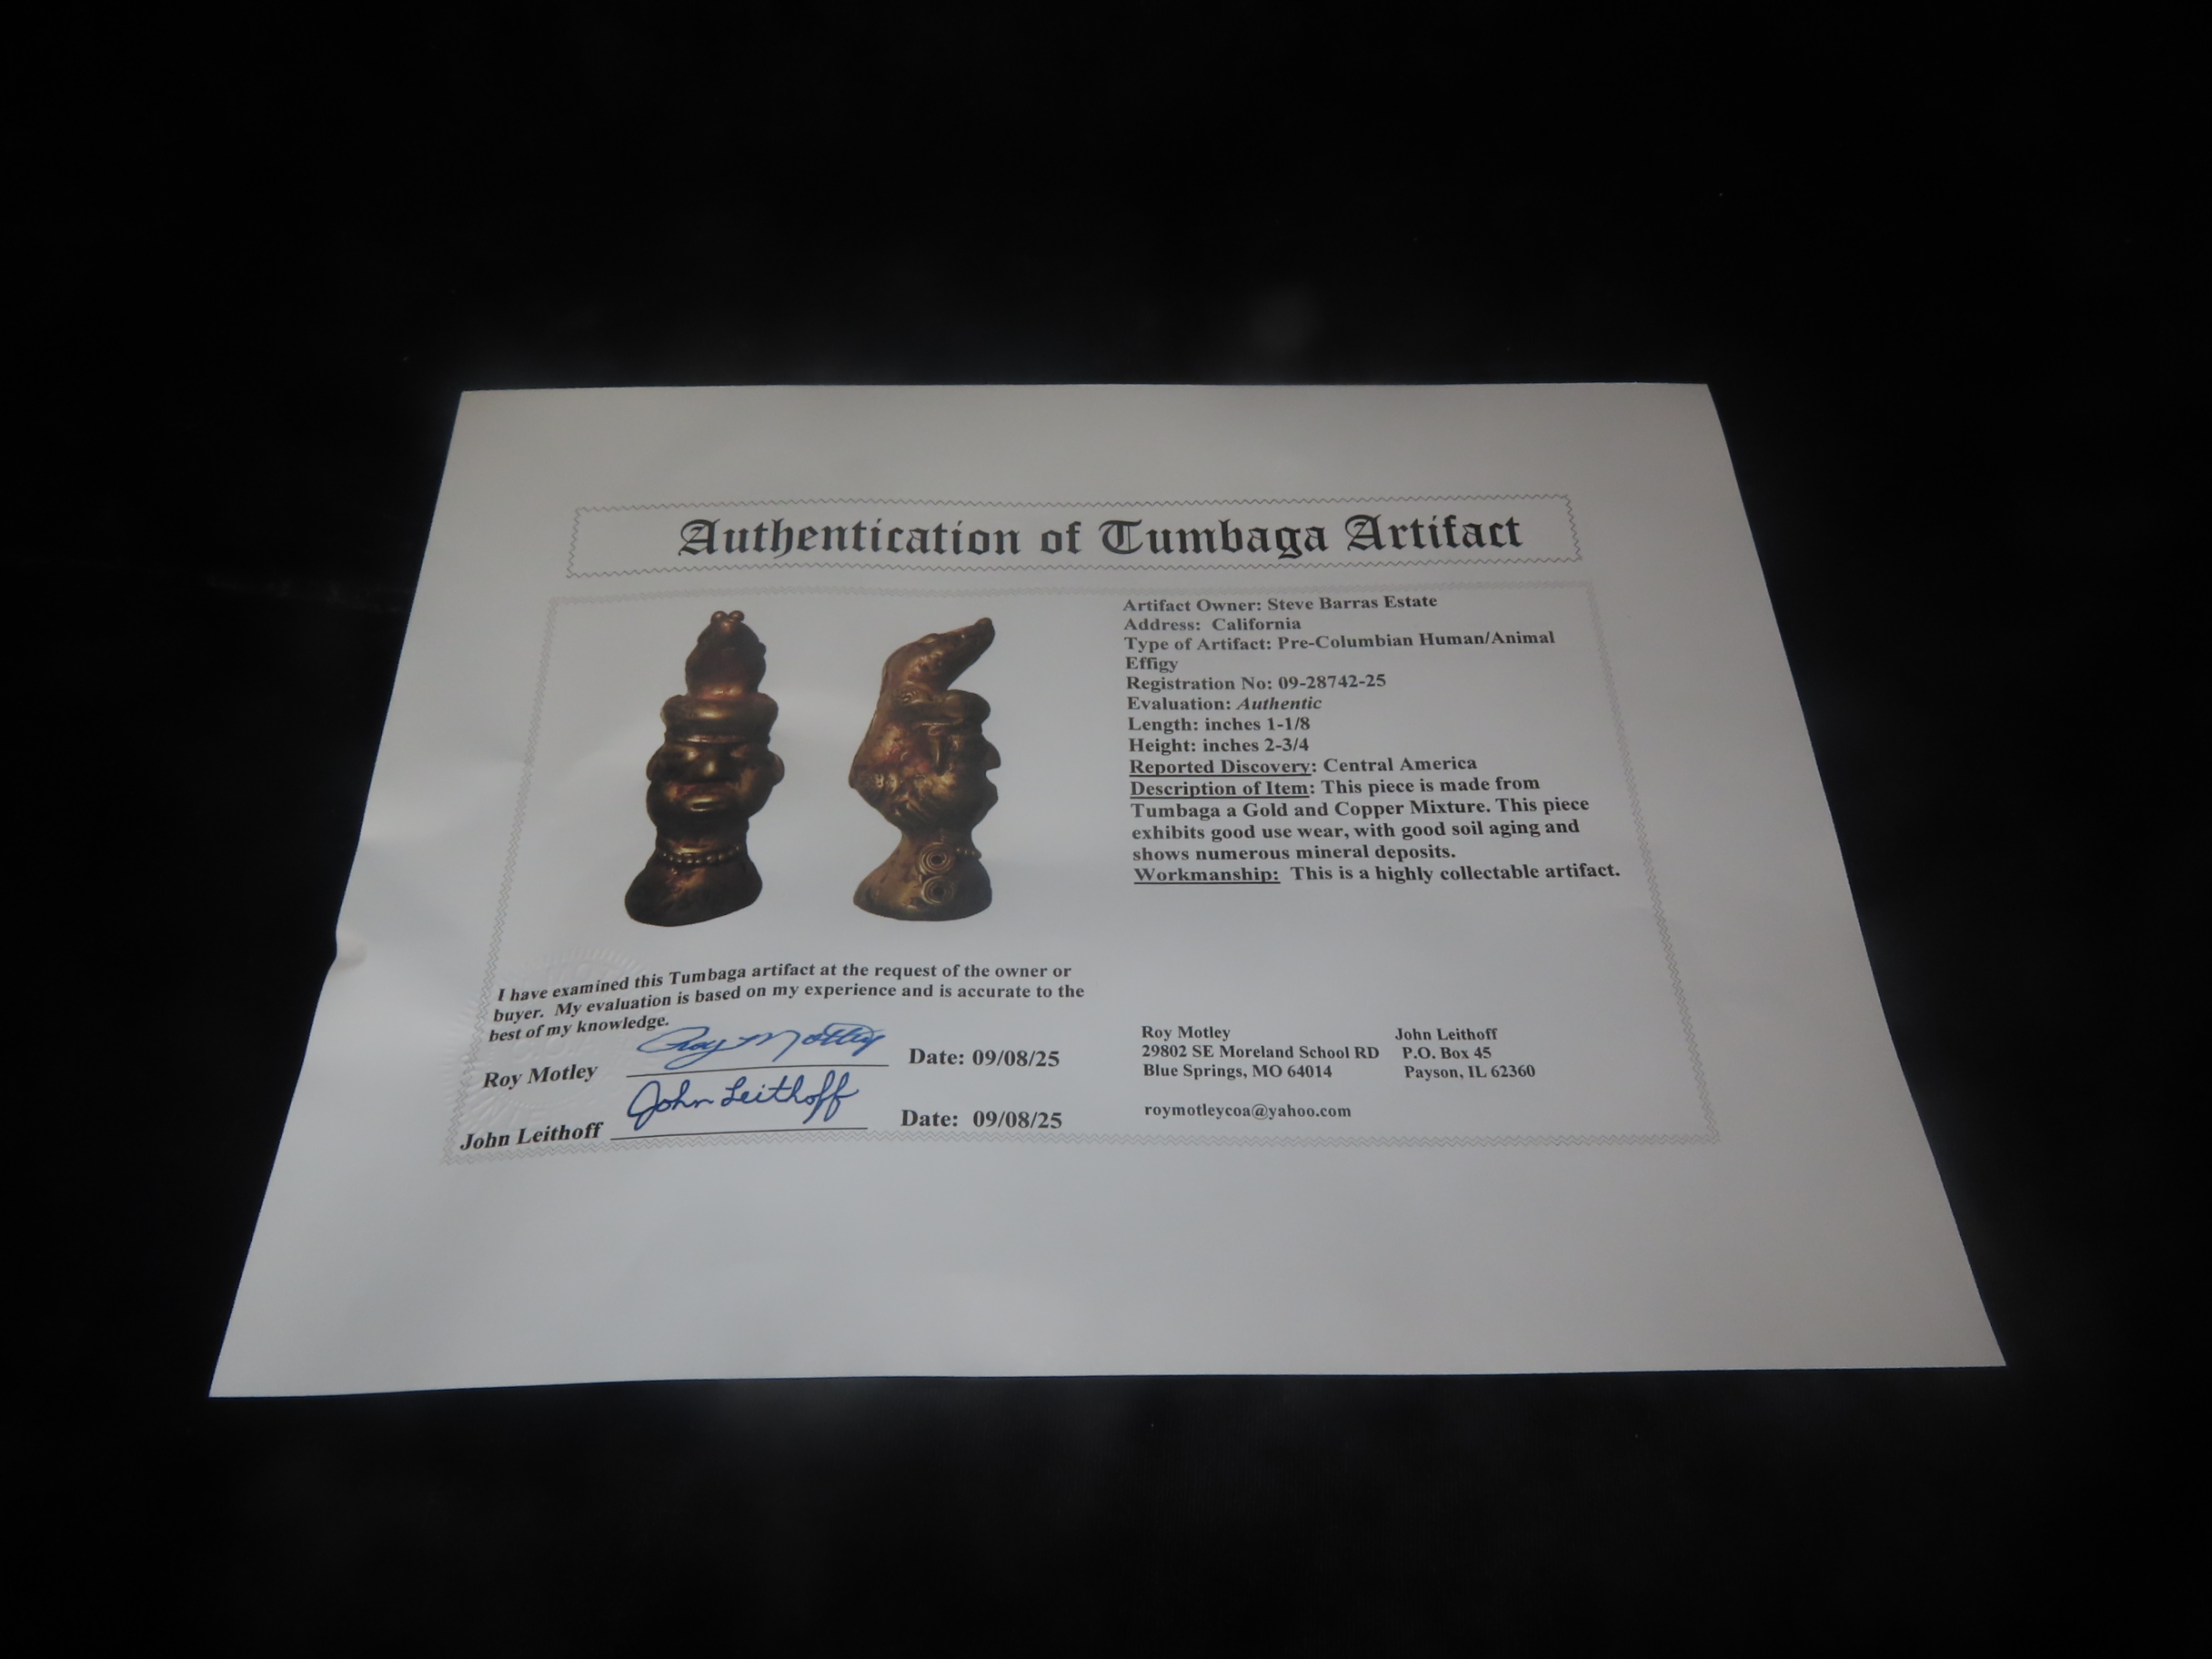 Authentication of Tumbaga Artifact
Artifact Owner: Steve Barras Estate
Address: California
Type of Artifact: Pre-Columbian Human/Animal
Effigy
Registration No: 09-28742-25
Evaluation: Authentic
Length: inches 1-1/8
Height: inches 2-3/4
Reported Discovery: Central America
Description of Item: This piece is made from
Tumbaga a Gold and Copper Mixture. This piece
exhibits good use wear, with good soil aging and
shows numerous mineral deposits.
Workmanship: This is a highly collectable artifact.
I have examined this Tumbaga artifact at the request of the owner or
buyer. My evaluation is based on my experience and is accurate to the
best of my knowledge.
Roy Motley Roy Motley Date: 09/08/25
John Leithoff John Leithoff Date: 09/08/25
Roy Motley
29802 SE Moreland School RD
Blue Springs, MO 64014
roymotleycoa@yahoo.com
John Leithoff
P.O. Box 45
Payson, IL 62360